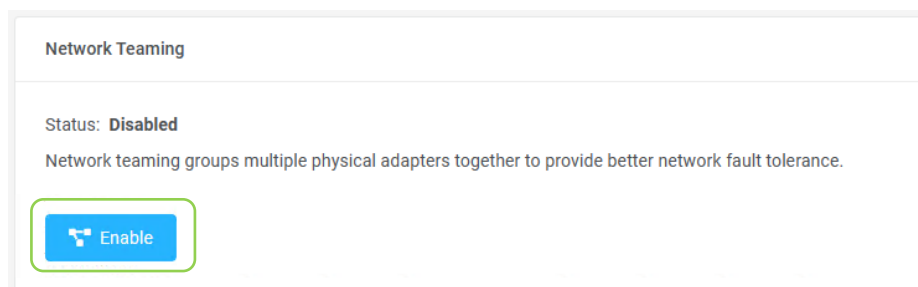 Network Teaming
Status: Disabled
Network teaming groups multiple physical adapters together to provide better network fault tolerance.
Enable